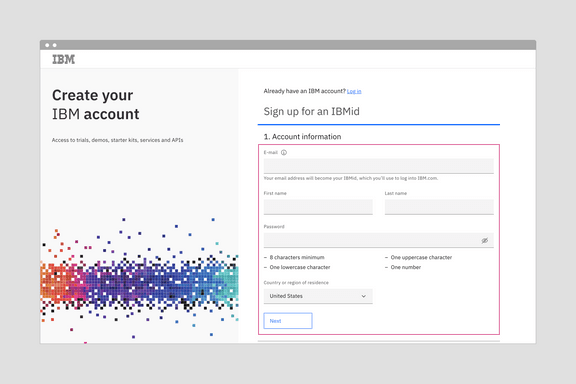 IBM
Create your
IBM account
Access to trials, demos, starter kits, services and APIs
Already have an IBM account? Log in
Sign up for an IBMid
1. Account information
E-mail
Your email address will become your IBMid, which you'll use to log into IBM.com.
First name
Last name
Password
– 8 characters minimum
– One uppercase character
– One lowercase character
– One number
Country or region of residence
United States
Next